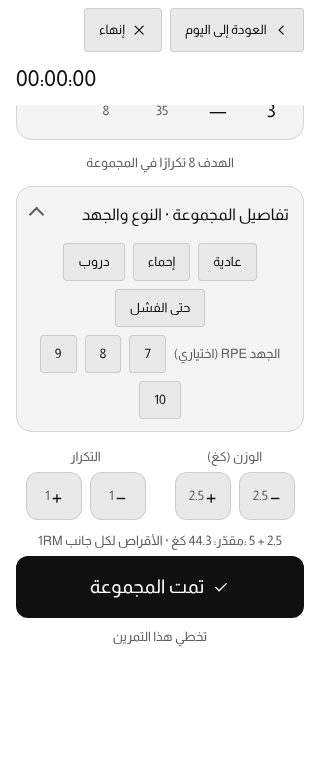 العودة إلى اليوم
إنهاء
00:00:00
3 — 35 8
الهدف 8 تكرارًا في المجموعة
تفاصيل المجموعة · النوع والجهد
عادية
إحماء
دروب
حتى الفشل
الجهد RPE (اختياري)
7
8
9
10
الوزن (كغ)
التكرار
−2.5
+2.5
−1
+1
1RM مقدّر: 44.3 كغ · الأقراص لكل جانب: 5 + 2.5
تمت المجموعة
تخطي هذا التمرين